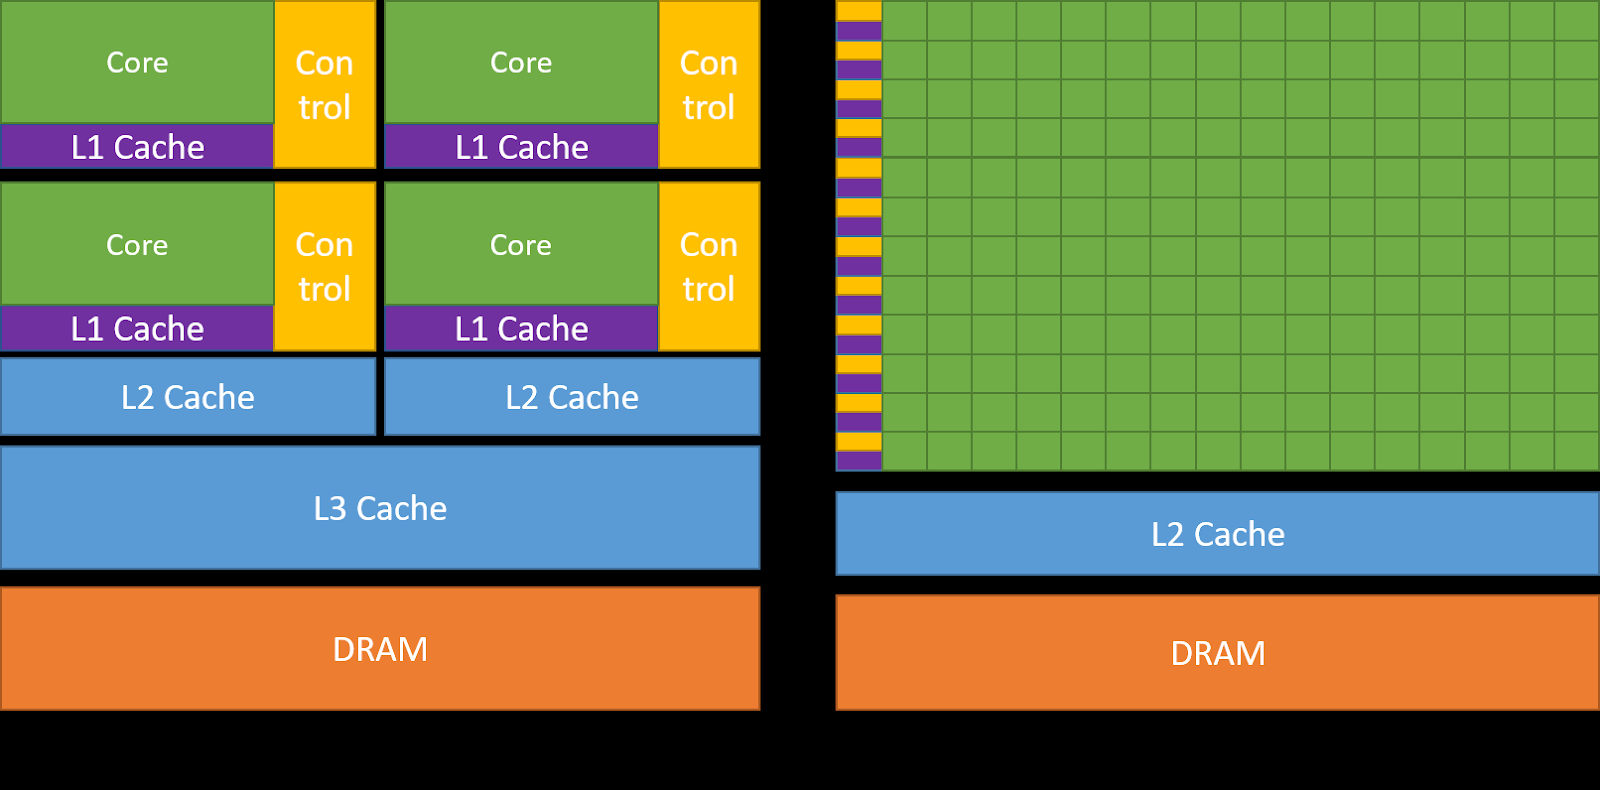 Core
Con
trol
L1 Cache
Core
Con
trol
L1 Cache
Core
Con
trol
L1 Cache
Core
Con
trol
L1 Cache
L2 Cache
L2 Cache
L3 Cache
DRAM
L2 Cache
DRAM